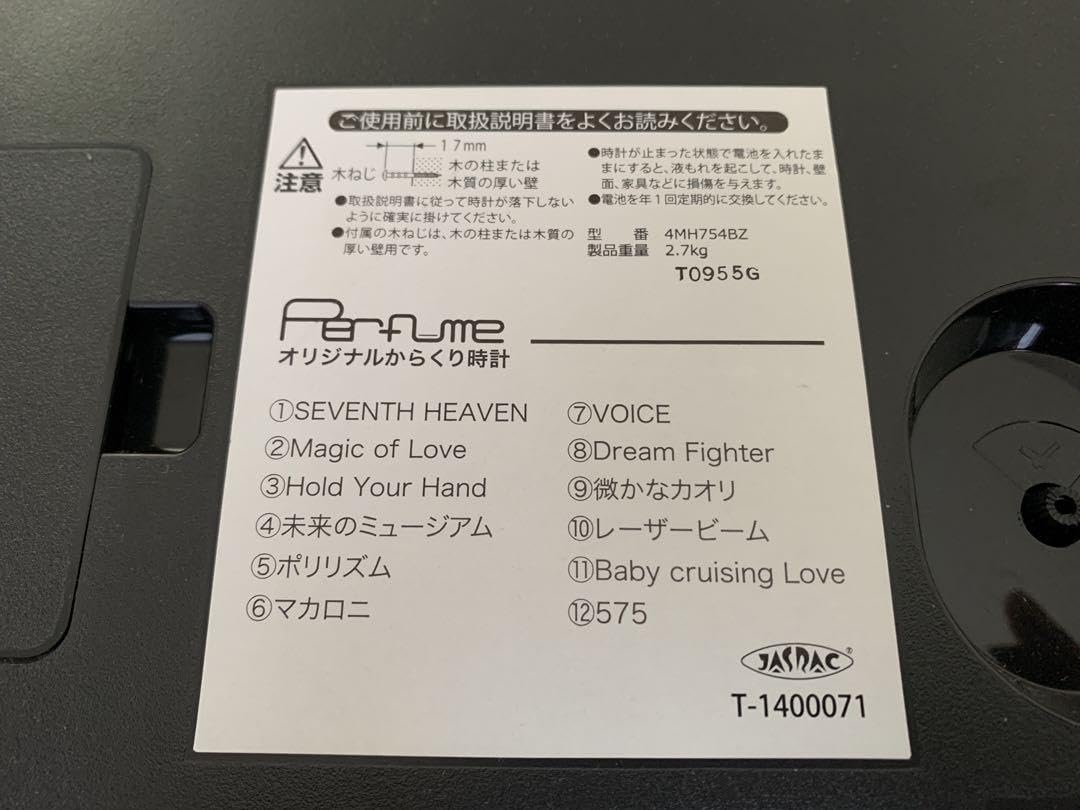 ご使用前に取扱説明書をよくお読みください。
注意
17mm
木ねじ
木の柱または
木質の厚い壁
●取扱説明書に従って時計が落下しない
ように確実に掛けてください。
●付属の木ねじは、木の柱または木質の
厚い壁用です。
●時計が止まった状態で電池を入れたま
まにすると、液もれを起こして、時計、壁
面、家具などに損傷を与えます。
●電池を年1回定期的に交換してください。
型 番 4MH754BZ
製品重量 2.7kg
T0955G
Perfume
オリジナルからくり時計
①SEVENTH HEAVEN
②Magic of Love
③Hold Your Hand
④未来のミュージアム
⑤ポリリズム
⑥マカロニ
⑦VOICE
⑧Dream Fighter
⑨微かなカオリ
⑩レーザービーム
⑪Baby cruising Love
⑫575
JASRAC®
T-1400071